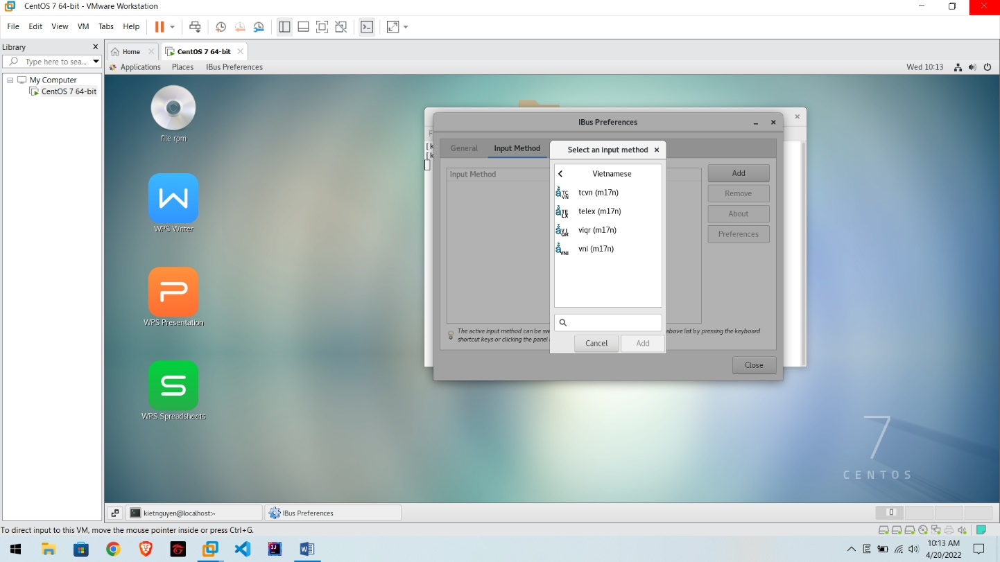 CentOS 7 64-bit - VMware Workstation
File Edit View VM Tabs Help
Library
Type here to sea...
Home
CentOS 7 64-bit
My Computer
CentOS 7 64-bit
Applications Places IBus Preferences
Wed 10:13
file rpm
WPS Writer
WPS Presentation
WPS Spreadsheets
IBus Preferences
General
Input Method
Input Method
[k
[k
Select an input method
Vietnamese
TCVN tcvn (m17n)
TELX telex (m17n)
VIQR viqr (m17n)
VNI vni (m17n)
Cancel
Add
Add
Remove
About
Preferences
The active input method can be sw
above list by pressing the keyboard
shortcut keys or clicking the panel
Close
7
CENTOS
kietnguyen@localhost:~
IBus Preferences
To direct input to this VM, move the mouse pointer inside or press Ctrl+G.
10:13 AM
4/20/2022